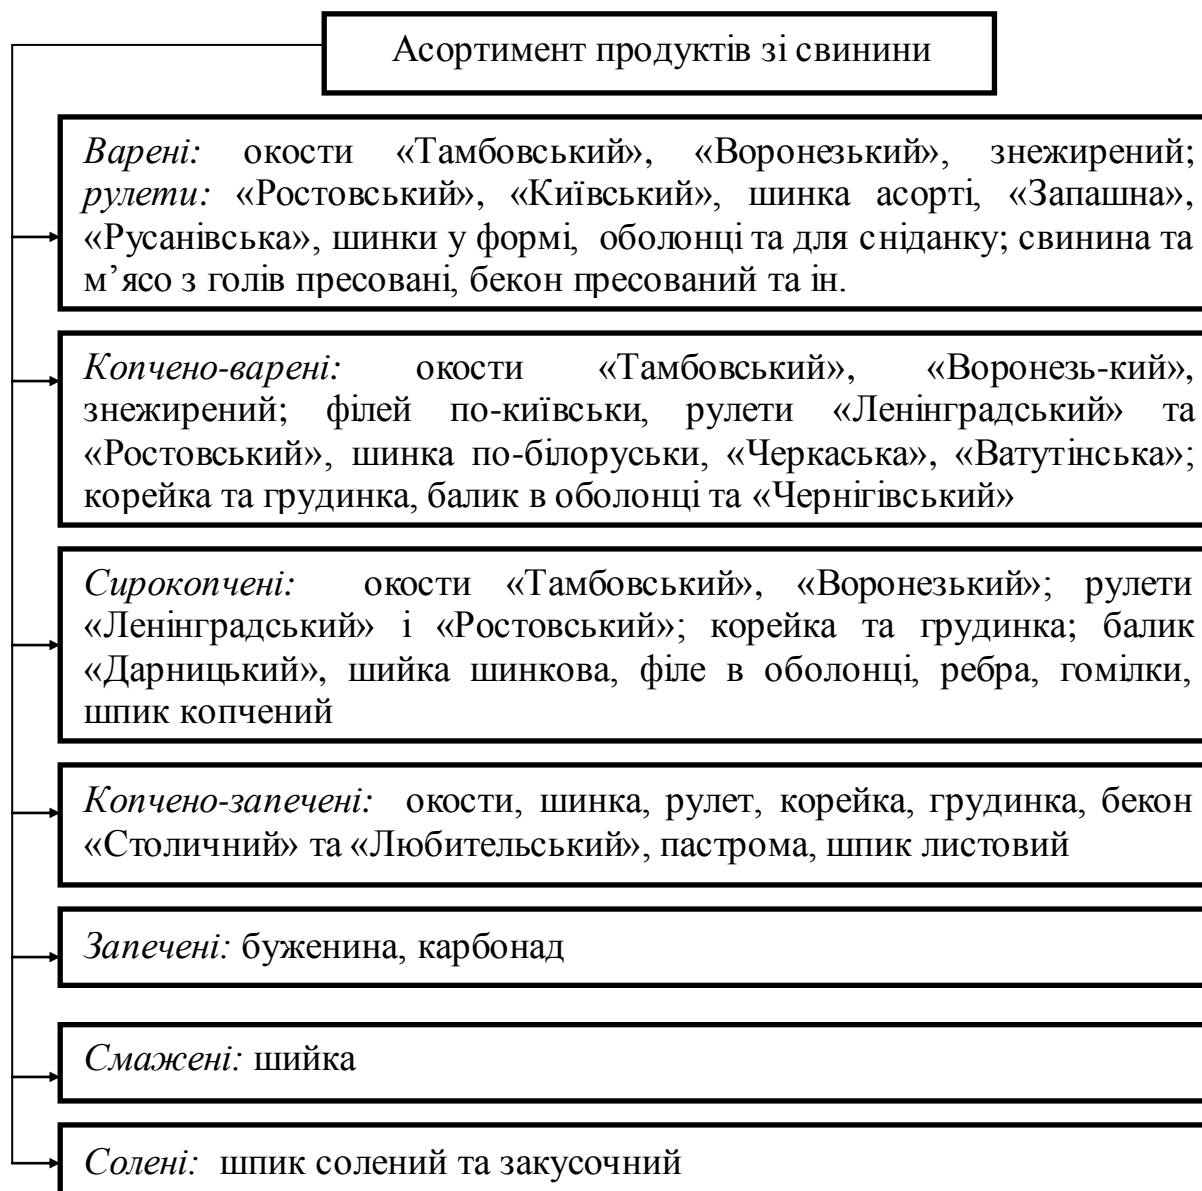 Асортимент продуктів зі свинини
Варені: окости «Тамбовський», «Воронезький», знежирений;
рулети: «Ростовський», «Київський», шинка асорті, «Запашна»,
«Русанівська», шинки у формі, оболонці та для сніданку; свинина та
м’ясо з голів пресовані, бекон пресований та ін.
Копчено-варені: окости «Тамбовський», «Воронезь-кий»,
знежирений; філей по-київськи, рулети «Ленінградський» та
«Ростовський», шинка по-білоруськи, «Черкаська», «Ватутінська»;
корейка та грудинка, балик в оболонці та «Чернігівський»
Сирокопчені: окости «Тамбовський», «Воронезький»; рулети
«Ленінградський» і «Ростовський»; корейка та грудинка; балик
«Дарницький», шийка шинкова, філе в оболонці, ребра, гомілки,
шпик копчений
Копчено-запечені: окости, шинка, рулет, корейка, грудинка, бекон
«Столичний» та «Любительський», пастрома, шпик листовий
Запечені: буженина, карбонад
Смажені: шийка
Солені: шпик солений та закусочний